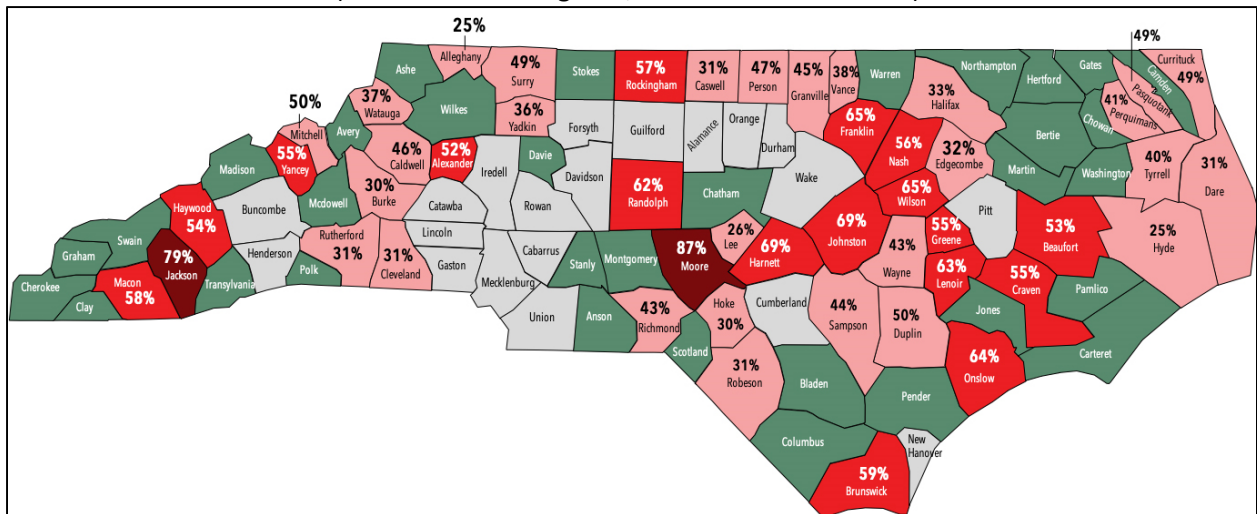 25%
49%
Alleghany
Ashe
49%
Surry
Stokes
57%
Rockingham
31%
Caswell
47%
Person
45%
Granville
38%
Vance
Warren
Northampton
Hertford
Gates
Camden
Currituck
49%
Pasquotank
41%
Perquimans
Chowan
50%
37%
Watauga
Wilkes
36%
Yadkin
Forsyth
Guilford
Alamance
Orange
Durham
65%
Franklin
33%
Halifax
Bertie
Mitchell
Avery
55%
Yancey
46%
Caldwell
52%
Alexander
Iredell
Davie
Davidson
62%
Randolph
Chatham
Wake
56%
Nash
32%
Edgecombe
Martin
Washington
40%
Tyrrell
31%
Dare
Madison
Buncombe
Mcdowell
30%
Burke
Catawba
Rowan
65%
Wilson
Pitt
Haywood
54%
Rutherford
31%
31%
Cleveland
Lincoln
Cabarrus
Stanly
Montgomery
87%
Moore
26%
Lee
69%
Harnett
69%
Johnston
43%
Wayne
55%
Greene
53%
Beaufort
25%
Hyde
Swain
Graham
79%
Jackson
Henderson
Gaston
Mecklenburg
63%
Lenoir
55%
Craven
Pamlico
Cherokee
Macon
58%
Clay
Transylvania
Polk
Union
Anson
43%
Richmond
Hoke
30%
Cumberland
44%
Sampson
50%
Duplin
Jones
Carteret
Scotland
31%
Robeson
Bladen
64%
Onslow
Pender
Columbus
New
Hanover
59%
Brunswick